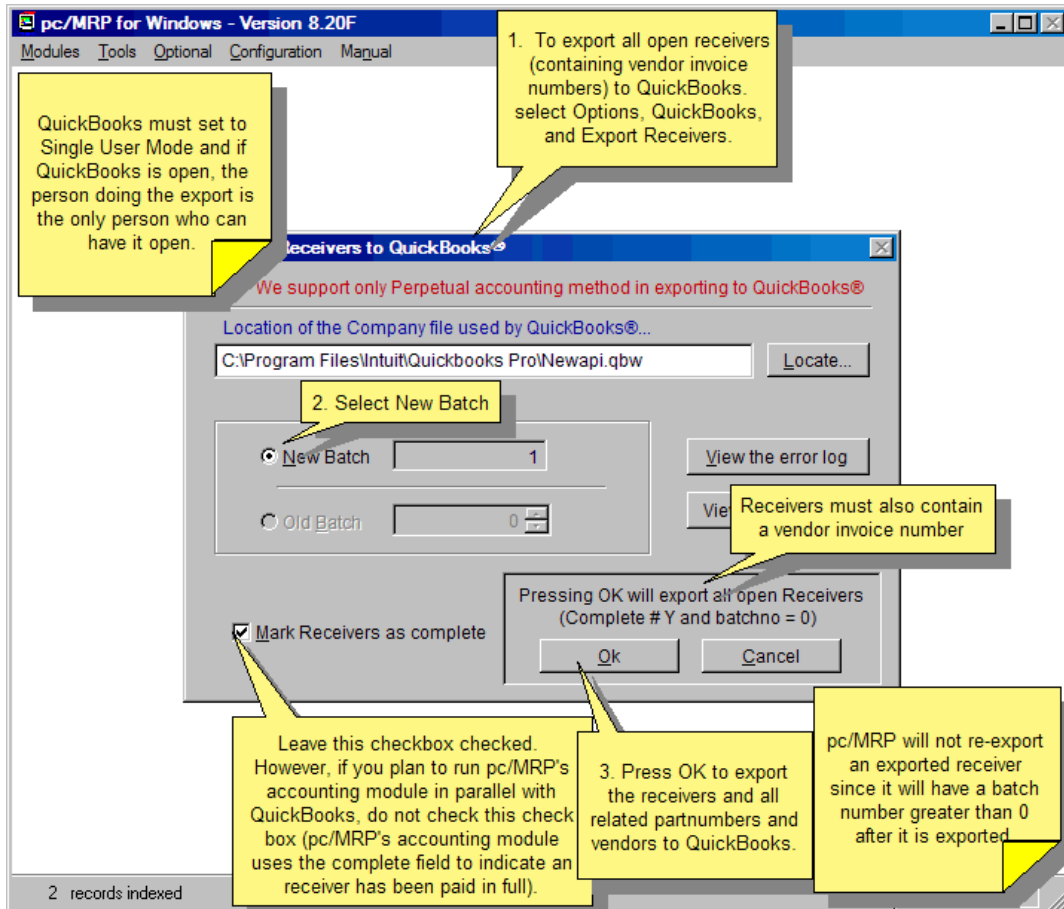 pc/MRP for Windows - Version 8.20F
Modules Tools Optional Configuration Manual
1. To export all open receivers
(containing vendor invoice
numbers) to QuickBooks.
select Options, QuickBooks,
and Export Receivers.
QuickBooks must set to
Single User Mode and if
QuickBooks is open, the
person doing the export is
the only person who can
have it open.
Receivers to QuickBooks®
We support only Perpetual accounting method in exporting to QuickBooks®
Location of the Company file used by QuickBooks®...
C:\Program Files\Intuit\Quickbooks Pro\Newapi.qbw
Locate...
2. Select New Batch
New Batch 1
View the error log
Old Batch 0
Receivers must also contain
a vendor invoice number
Pressing OK will export all open Receivers
(Complete # Y and batchno = 0)
Mark Receivers as complete
Ok Cancel
Leave this checkbox checked.
However, if you plan to run pc/MRP's
accounting module in parallel with
QuickBooks, do not check this check
box (pc/MRP's accounting module
uses the complete field to indicate an
receiver has been paid in full).
3. Press OK to export
the receivers and all
related partnumbers and
vendors to QuickBooks.
pc/MRP will not re-export
an exported receiver
since it will have a batch
number greater than 0
after it is exported
2 records indexed